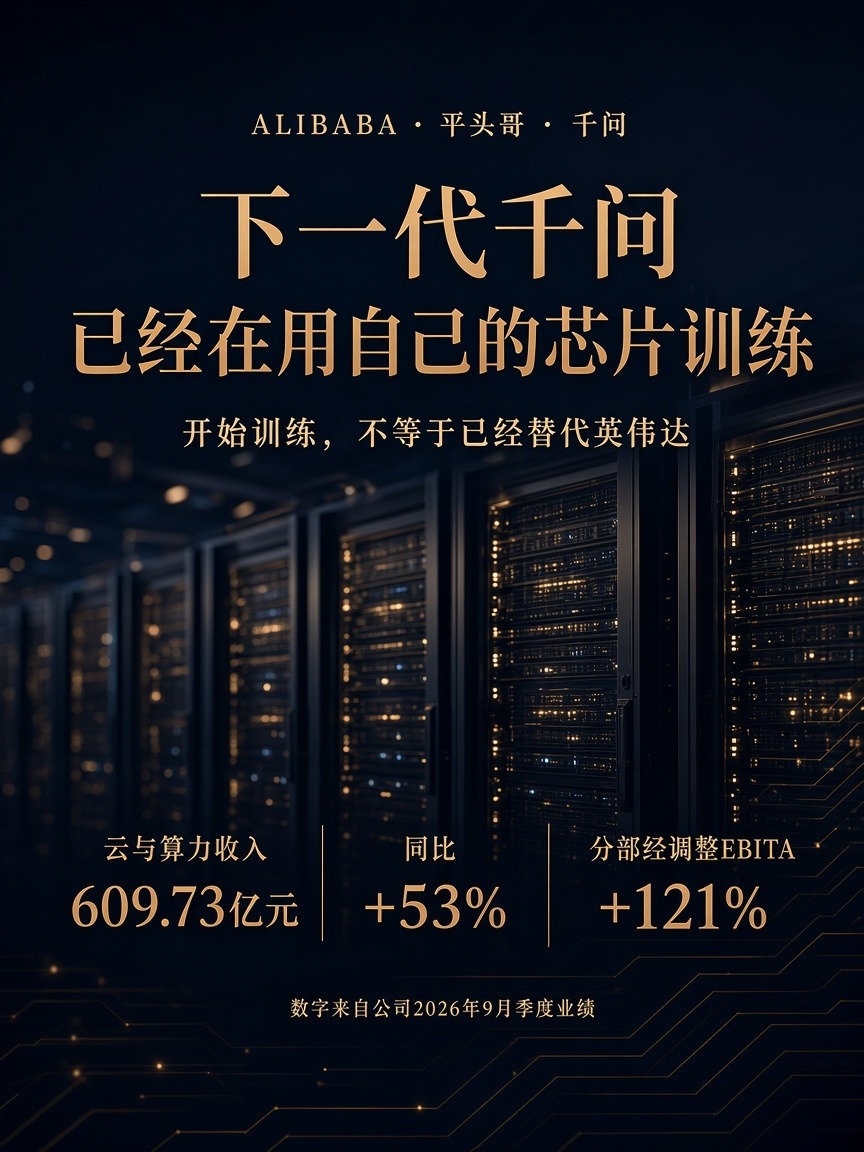 ALIBABA · 平头哥 · 千问
下一代千问
已经在用自己的芯片训练
开始训练，不等于已经替代英伟达
云与算力收入
609.73亿元
同比
+53%
分部经调整EBITA
+121%
数字来自公司2026年9月季度业绩